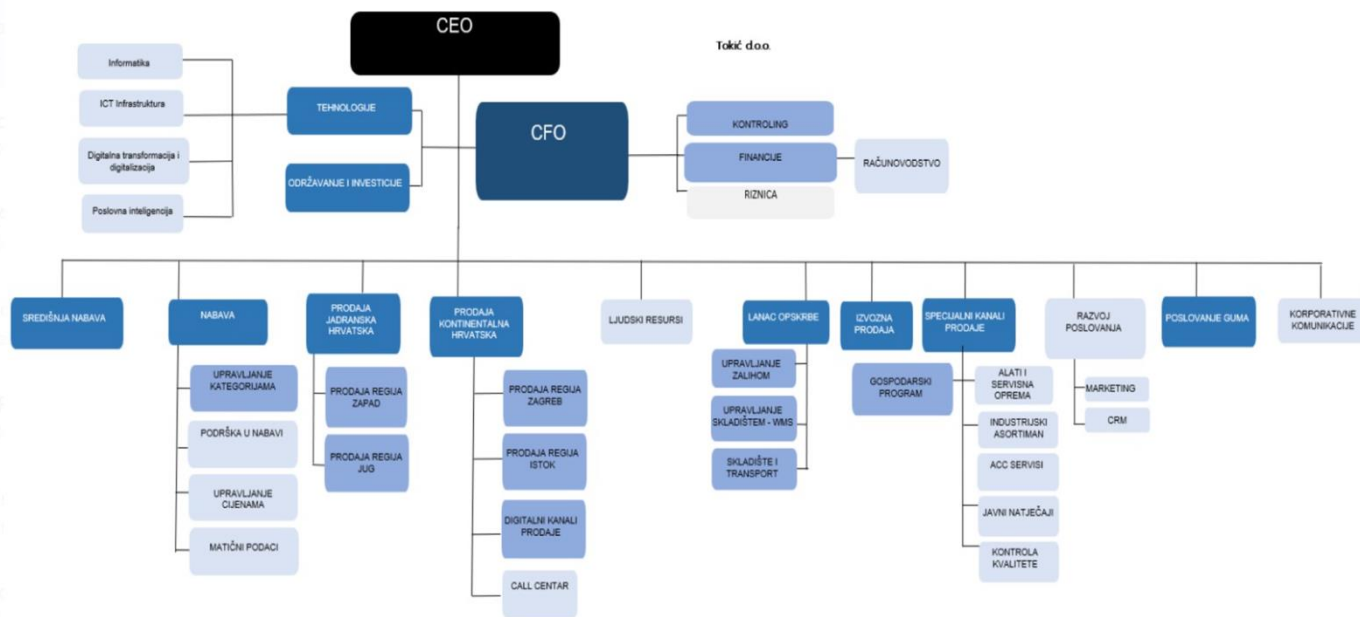 CEO
Tokić d.o.o.
Informatika
ICT Infrastruktura
Digitalna transformacija i
digitalizacija
Poslovna inteligencija
TEHNOLOGIJE
ODRŽAVANJE I INVESTICIJE
CFO
KONTROLING
FINANCIJE
RIZNICA
RAČUNOVODSTVO
SREDIŠNJA NABAVA
NABAVA
UPRAVLJANJE
KATEGORIJAMA
PODRŠKA U NABAVI
UPRAVLJANJE
CIJENAMA
MATIČNI PODACI
PRODAJA
JADRANSKA
HRVATSKA
PRODAJA REGIJA
ZAPAD
PRODAJA REGIJA
JUG
PRODAJA
KONTINENTALNA
HRVATSKA
PRODAJA REGIJA
ZAGREB
PRODAJA REGIJA
ISTOK
DIGITALNI KANALI
PRODAJE
CALL CENTAR
LJUDSKI RESURSI
LANAC OPSKRBE
UPRAVLJANJE
ZALIHOM
UPRAVLJANJE
SKLADIŠTEM - WMS
SKLADIŠTE I
TRANSPORT
IZVOZNA
PRODAJA
SPECIJALNI KANALI
PRODAJE
GOSPODARSKI
PROGRAM
ALATI I
SERVISNA
OPREMA
INDUSTRIJSKI
ASORTIMAN
ACC SERVISI
JAVNI NATJEČAJI
KONTROLA
KVALITETE
RAZVOJ
POSLOVANJA
MARKETING
CRM
POSLOVANJE GUMA
KORPORATIVNE
KOMUNIKACIJE